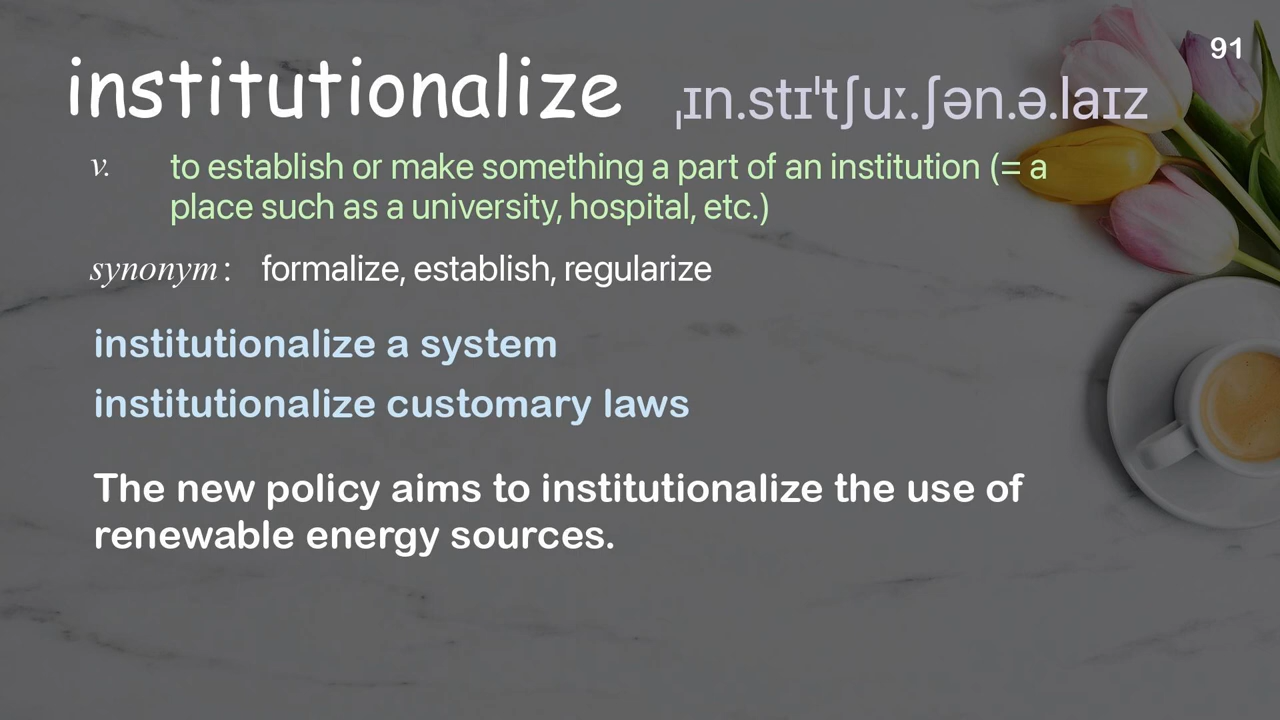 91
institutionalize ˌɪn.stɪˈtʃuː.ʃən.ə.laɪz
v. to establish or make something a part of an institution (= a
place such as a university, hospital, etc.)
synonym: formalize, establish, regularize
institutionalize a system
institutionalize customary laws
The new policy aims to institutionalize the use of
renewable energy sources.